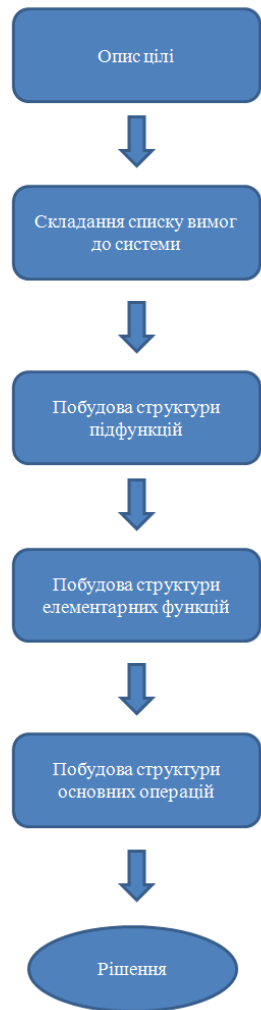 Опис цілі
Складання списку вимог
до системи
Побудова структури
підфункцій
Побудова структури
елементарних функцій
Побудова структури
основних операцій
Рішення